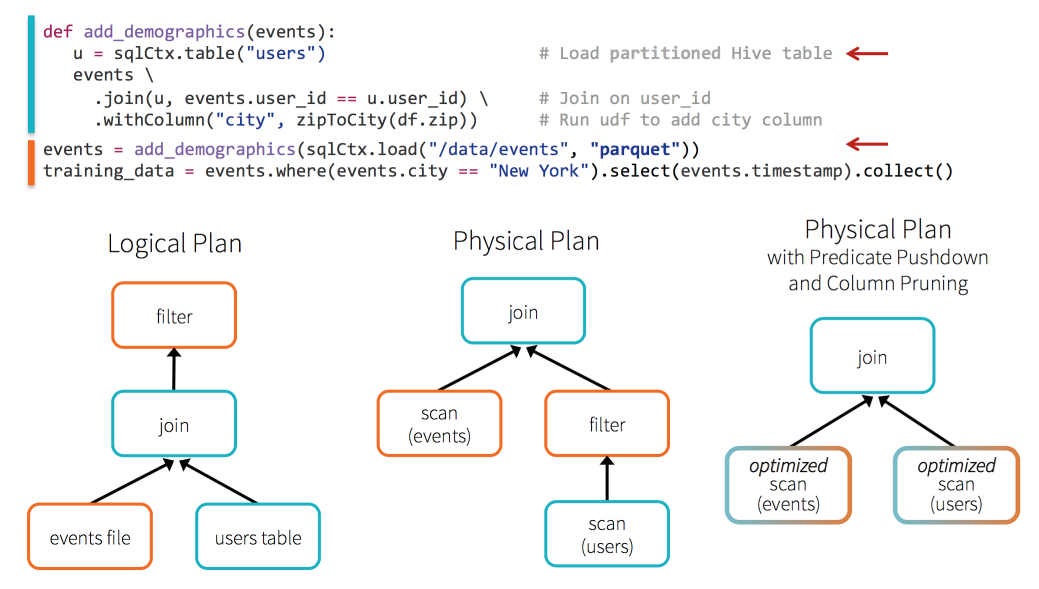 def add_demographics(events):
u = sqlCtx.table("users") # Load partitioned Hive table
events \
.join(u, events.user_id == u.user_id) \ # Join on user_id
.withColumn("city", zipToCity(df.zip)) # Run udf to add city column
events = add_demographics(sqlCtx.load("/data/events", "parquet"))
training_data = events.where(events.city == "New York").select(events.timestamp).collect()
Logical Plan
filter
join
events file
users table
Physical Plan
join
scan
(events)
filter
scan
(users)
Physical Plan
with Predicate Pushdown
and Column Pruning
join
optimized
scan
(events)
optimized
scan
(users)